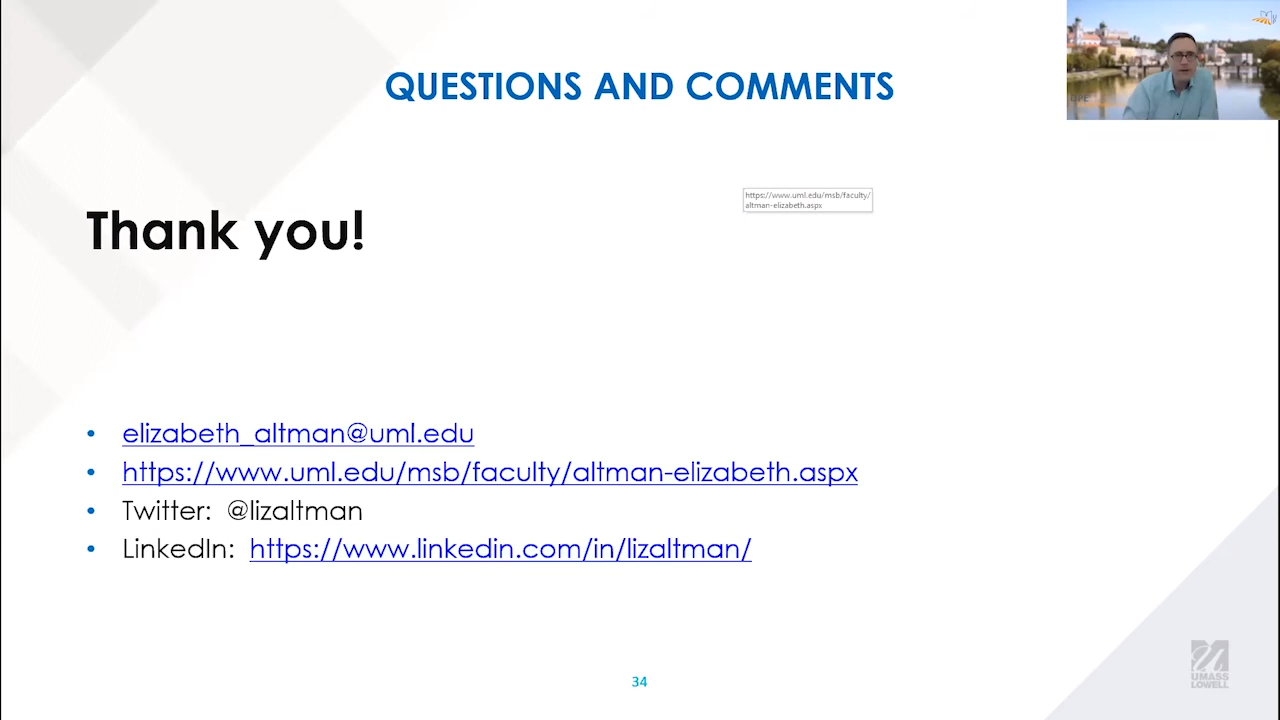 QUESTIONS AND COMMENTS
https://www.uml.edu/msb/faculty/
altman-elizabeth.aspx
Thank you!
• elizabeth_altman@uml.edu
• https://www.uml.edu/msb/faculty/altman-elizabeth.aspx
• Twitter: @lizaltman
• LinkedIn: https://www.linkedin.com/in/lizaltman/
34
UMASS
LOWELL